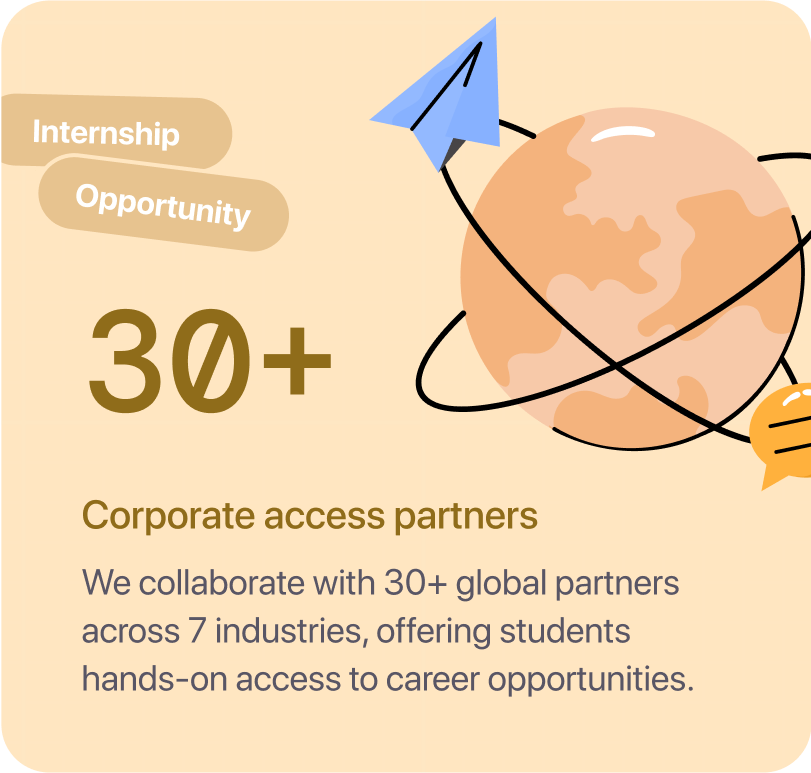 Internship
Opportunity
30+
Corporate access partners
We collaborate with 30+ global partners
across 7 industries, offering students
hands-on access to career opportunities.